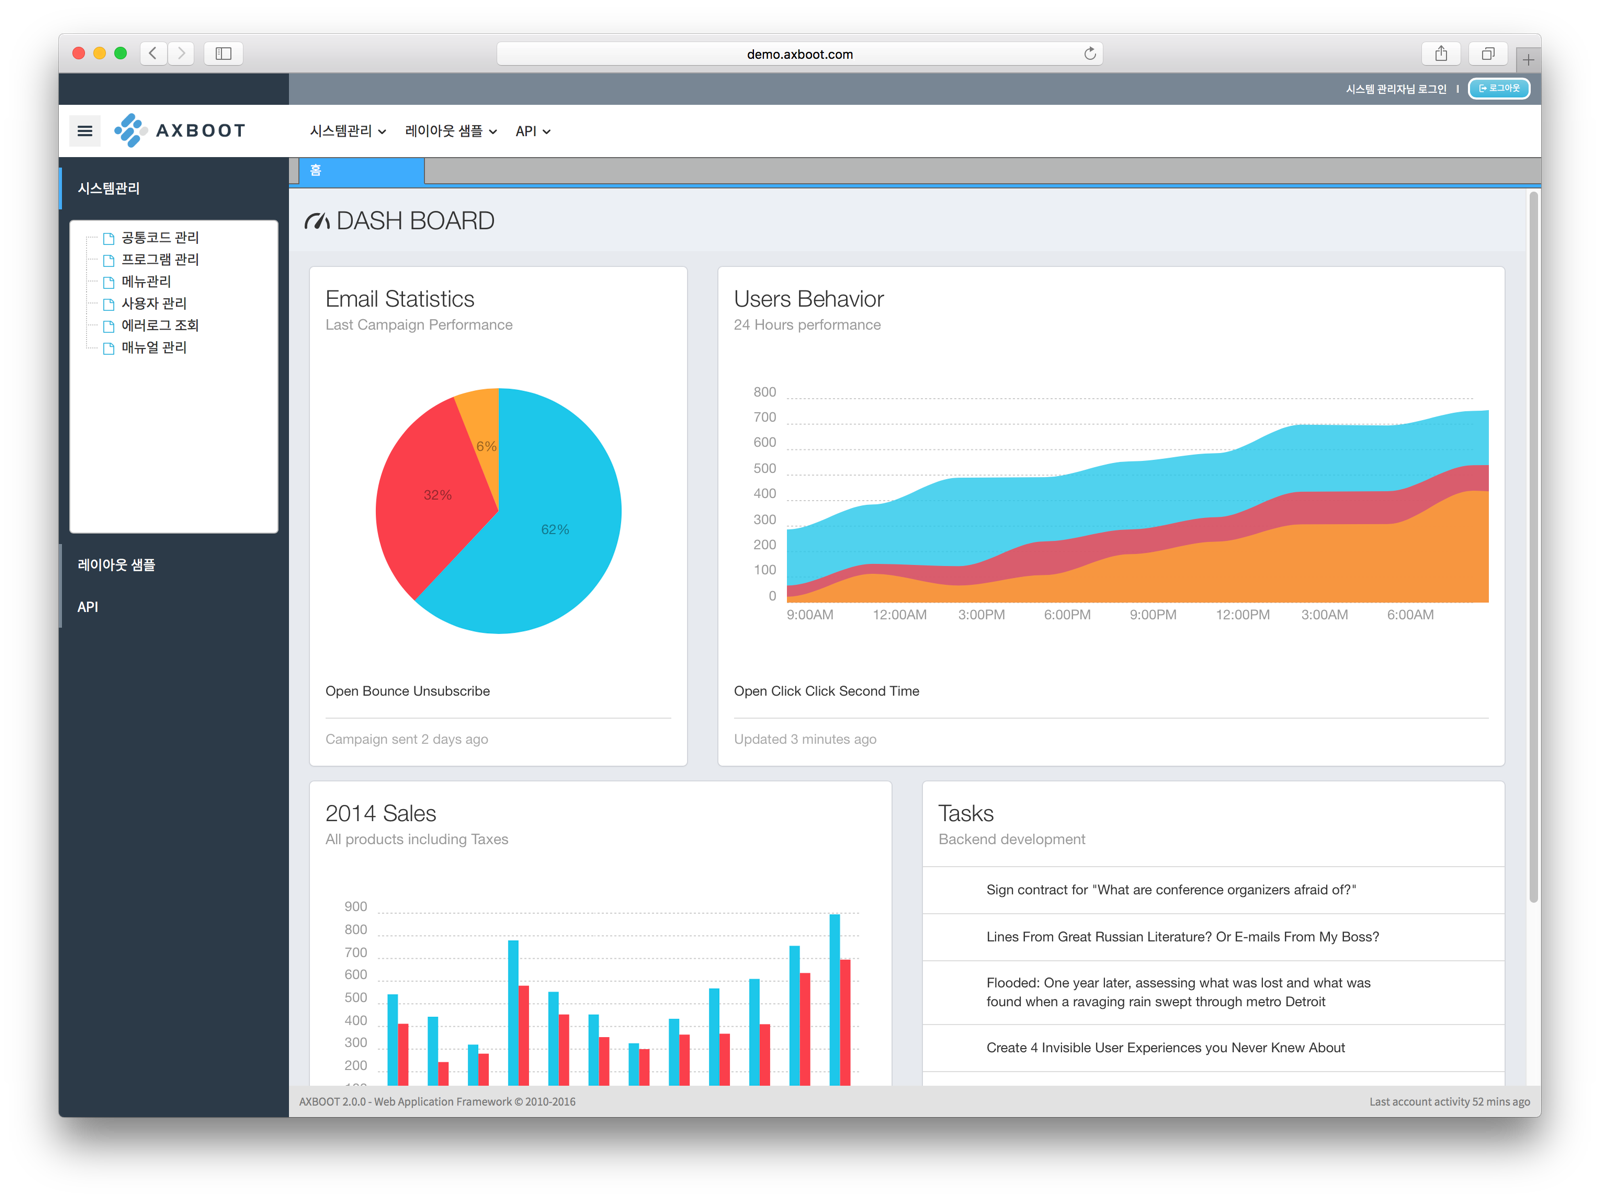 demo.axboot.com
시스템 관리자님 로그인
로그아웃
AXBOOT
시스템관리
레이아웃 샘플
API
홈
시스템관리
공통코드 관리
프로그램 관리
메뉴관리
사용자 관리
에러로그 조회
매뉴얼 관리
레이아웃 샘플
API
DASH BOARD
Email Statistics
Last Campaign Performance
6%
32%
62%
Open Bounce Unsubscribe
Campaign sent 2 days ago
Users Behavior
24 Hours performance
800
700
600
500
400
300
200
100
0
9:00AM 12:00AM 3:00PM 6:00PM 9:00PM 12:00PM 3:00AM 6:00AM
Open Click Click Second Time
Updated 3 minutes ago
2014 Sales
All products including Taxes
900
800
700
600
500
400
300
200
100
Tasks
Backend development
Sign contract for "What are conference organizers afraid of?"
Lines From Great Russian Literature? Or E-mails From My Boss?
Flooded: One year later, assessing what was lost and what was
found when a ravaging rain swept through metro Detroit
Create 4 Invisible User Experiences you Never Knew About
AXBOOT 2.0.0 - Web Application Framework © 2010-2016
Last account activity 52 mins ago